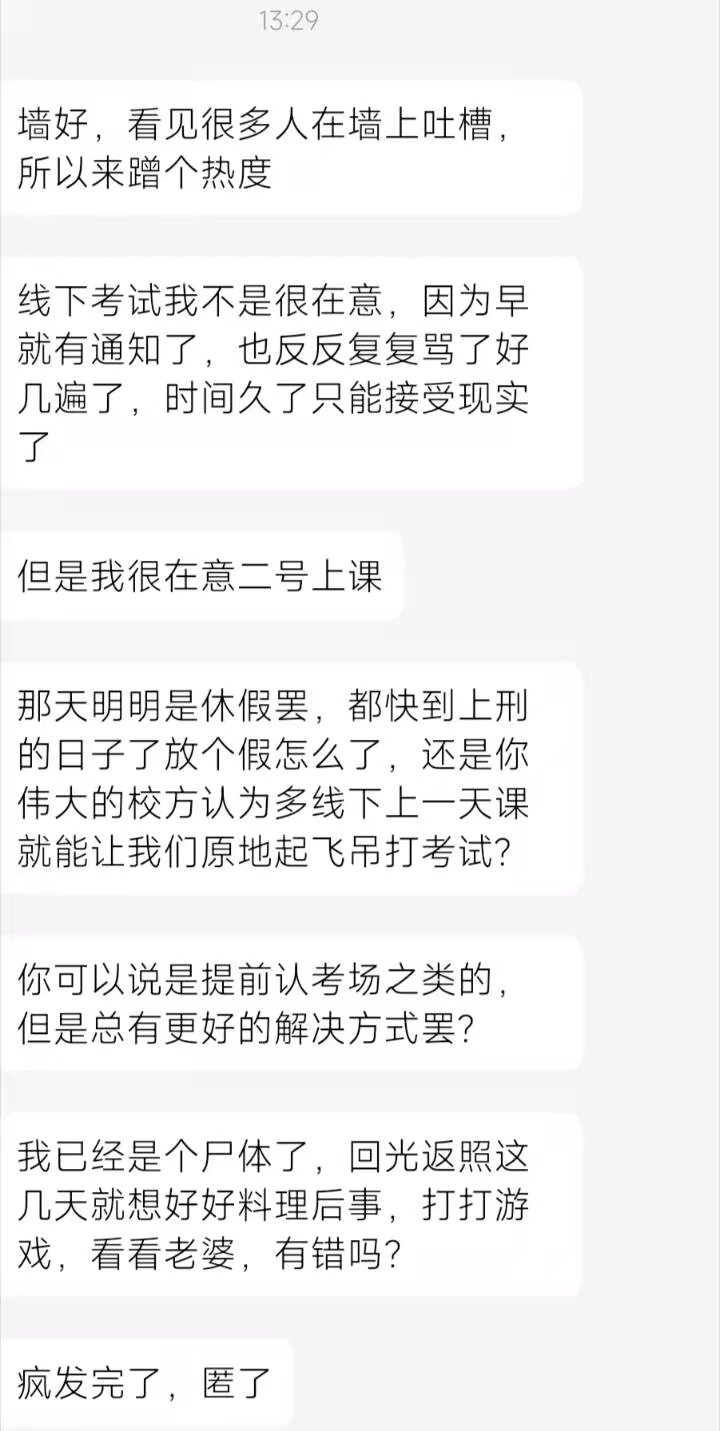 13:29
墙好，看见很多人在墙上吐槽，
所以来蹭个热度
线下考试我不是很在意，因为早
就有通知了，也反反复复骂了好
几遍了，时间久了只能接受现实
了
但是我很在意二号上课
那天明明是休假罢，都快到上刑
的日子了放个假怎么了，还是你
伟大的校方认为多线下上一天课
就能让我们原地起飞吊打考试？
你可以说是提前认考场之类的，
但是总有更好的解决方式罢？
我已经是个尸体了，回光返照这
几天就想好好料理后事，打打游
戏，看看老婆，有错吗？
疯发完了，匿了